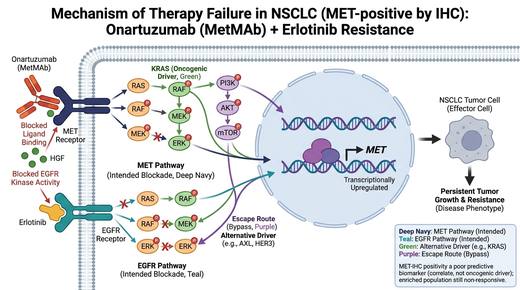 Mechanism of Therapy Failure in NSCLC (MET-positive by IHC):
Onartuzumab (MetMAb) + Erlotinib Resistance
Onartuzumab
(MetMAb)
Blocked
Ligand
Binding
MET
Receptor
HGF
Blocked EGFR
Kinase Activity
Erlotinib
EGFR
Receptor
KRAS (Oncogenic
Driver, Green)
RAS
RAF
MEK
P
P
RAF
MEK
ERK
P
P
P
PI3K
AKT
mTOR
P
P
P
MET Pathway
(Intended Blockade, Deep Navy)
RAS
RAF
P
RAF
MEK
P
P
ERK
ERK
P
P
EGFR Pathway
(Intended Blockade, Teal)
Escape Route
(Bypass, Purple)
Alternative Driver
(e.g., AXL, HER3)
MET
Transcriptionally
Upregulated
NSCLC Tumor Cell
(Effector Cell)
Persistent Tumor
Growth & Resistance
(Disease Phenotype)
Deep Navy: MET Pathway (Intended)
Teal: EGFR Pathway (Intended)
Green: Alternative Driver (e.g., KRAS)
Purple: Escape Route (Bypass)
MET-IHC positivity a poor predictive
biomarker (correlate, not oncogenic driver);
enriched population still non-responsive.